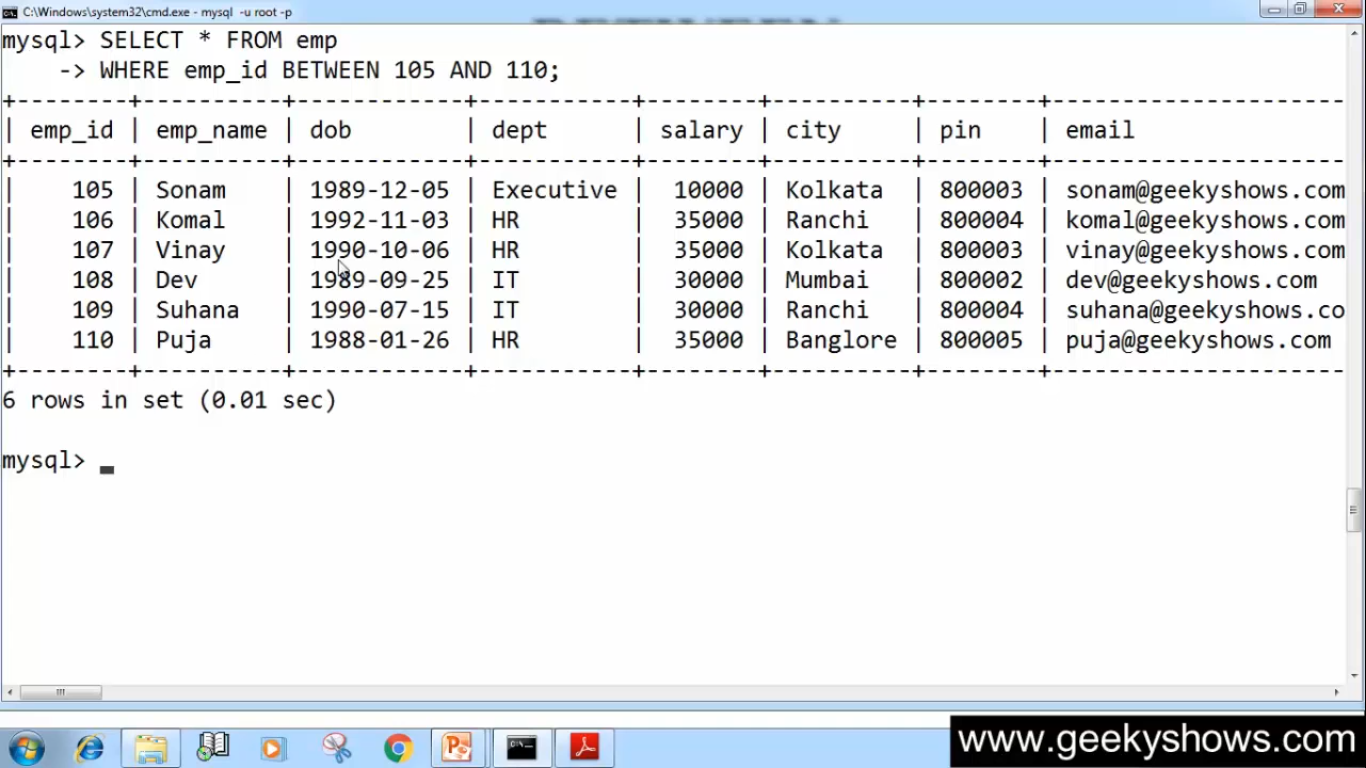 C:\Windows\system32\cmd.exe - mysql -u root -p
mysql> SELECT * FROM emp
    -> WHERE emp_id BETWEEN 105 AND 110;
+--------+----------+------------+-----------+--------+----------+--------+---------------------
| emp_id | emp_name | dob        | dept      | salary | city     | pin    | email
+--------+----------+------------+-----------+--------+----------+--------+---------------------
|    105 | Sonam    | 1989-12-05 | Executive |  10000 | Kolkata  | 800003 | sonam@geekyshows.com
|    106 | Komal    | 1992-11-03 | HR        |  35000 | Ranchi   | 800004 | komal@geekyshows.com
|    107 | Vinay    | 1990-10-06 | HR        |  35000 | Kolkata  | 800003 | vinay@geekyshows.com
|    108 | Dev      | 1989-09-25 | IT        |  30000 | Mumbai   | 800002 | dev@geekyshows.com
|    109 | Suhana   | 1990-07-15 | IT        |  30000 | Ranchi   | 800004 | suhana@geekyshows.co
|    110 | Puja     | 1988-01-26 | HR        |  35000 | Banglore | 800005 | puja@geekyshows.com
+--------+----------+------------+-----------+--------+----------+--------+---------------------
6 rows in set (0.01 sec)
mysql>
www.geekyshows.com